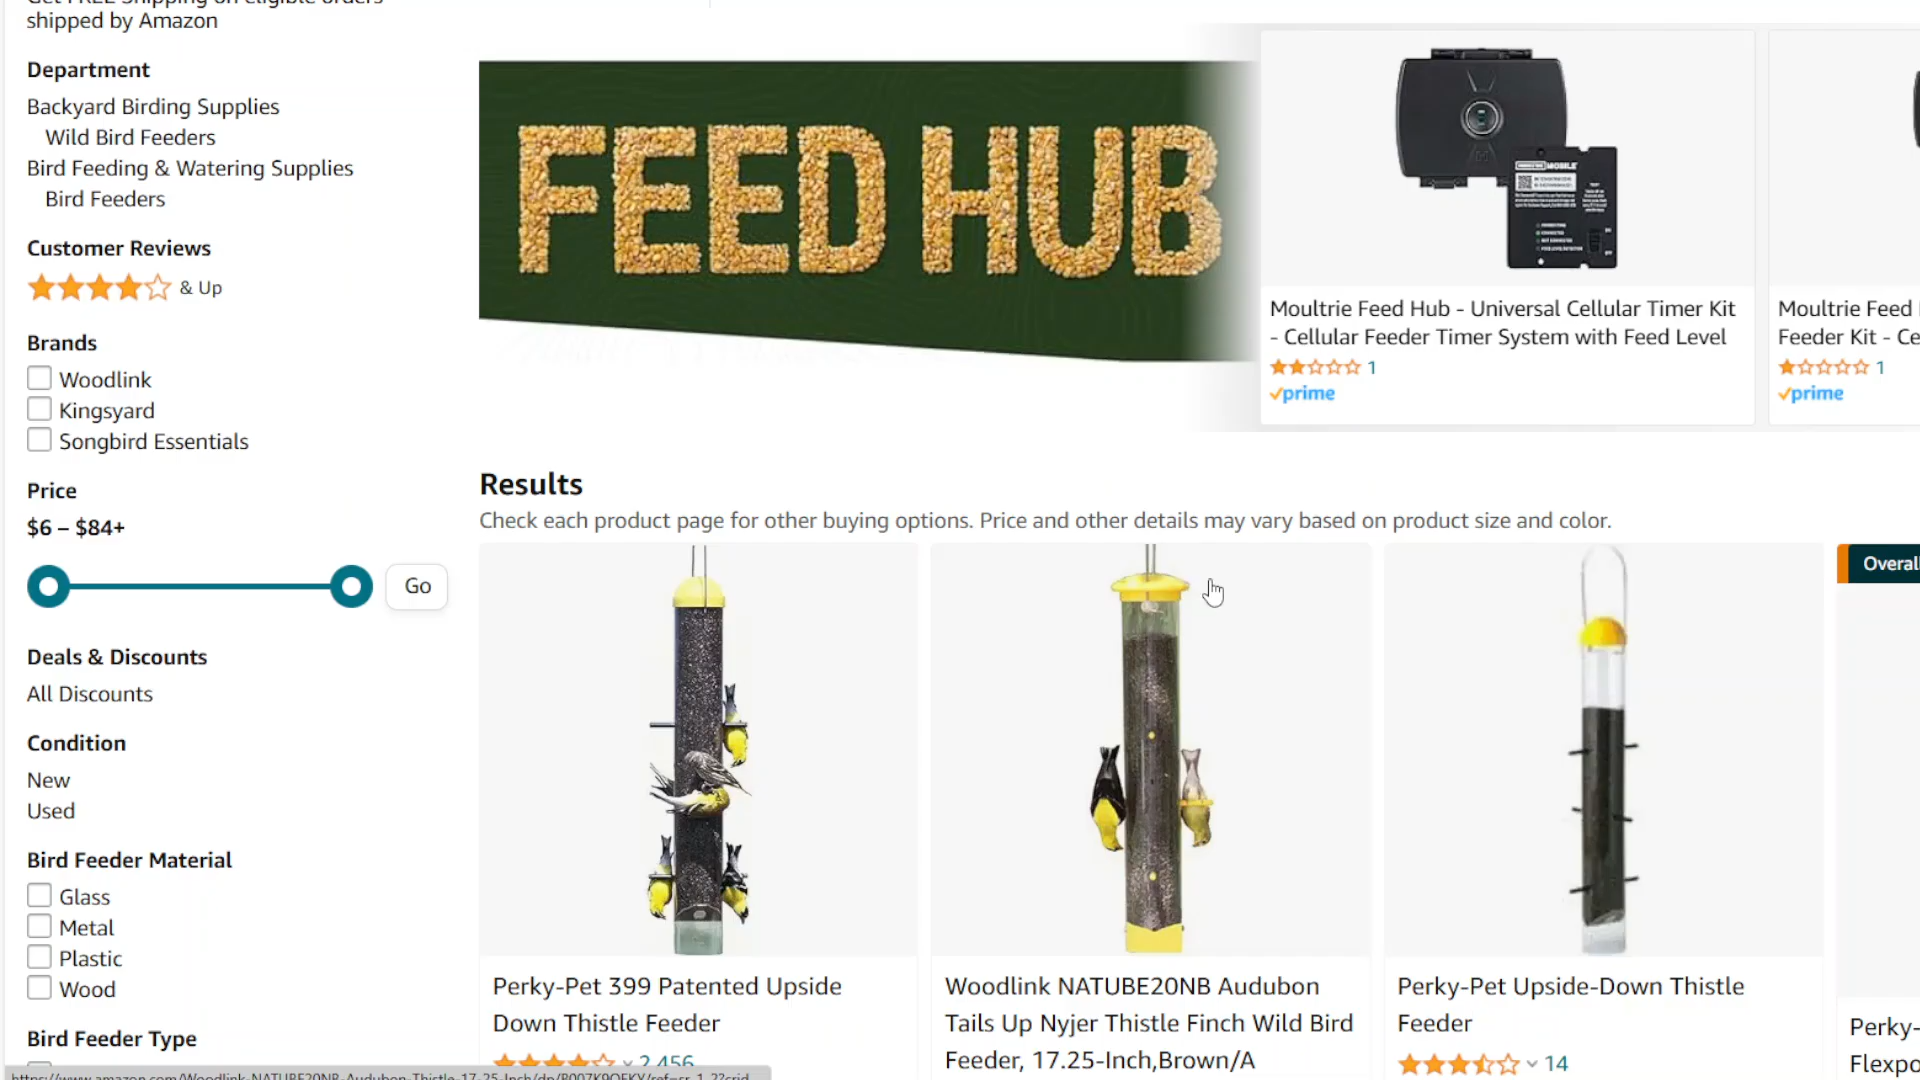 shipped by Amazon
Department
Backyard Birding Supplies
Wild Bird Feeders
Bird Feeding & Watering Supplies
Bird Feeders
Customer Reviews
& Up
Brands
Woodlink
Kingsyard
Songbird Essentials
Price
$6 – $84+
Go
Deals & Discounts
All Discounts
Condition
New
Used
Bird Feeder Material
Glass
Metal
Plastic
Wood
Bird Feeder Type
FEED HUB
MOBILE
Moultrie Feed Hub - Universal Cellular Timer Kit
- Cellular Feeder Timer System with Feed Level
1
prime
Moultrie Feed
Feeder Kit - Ce
1
prime
Results
Check each product page for other buying options. Price and other details may vary based on product size and color.
Overall
Perky-Pet 399 Patented Upside
Down Thistle Feeder
2,456
Woodlink NATUBE20NB Audubon
Tails Up Nyjer Thistle Finch Wild Bird
Feeder, 17.25-Inch,Brown/A
Perky-Pet Upside-Down Thistle
Feeder
14
Perky-
Flexpo